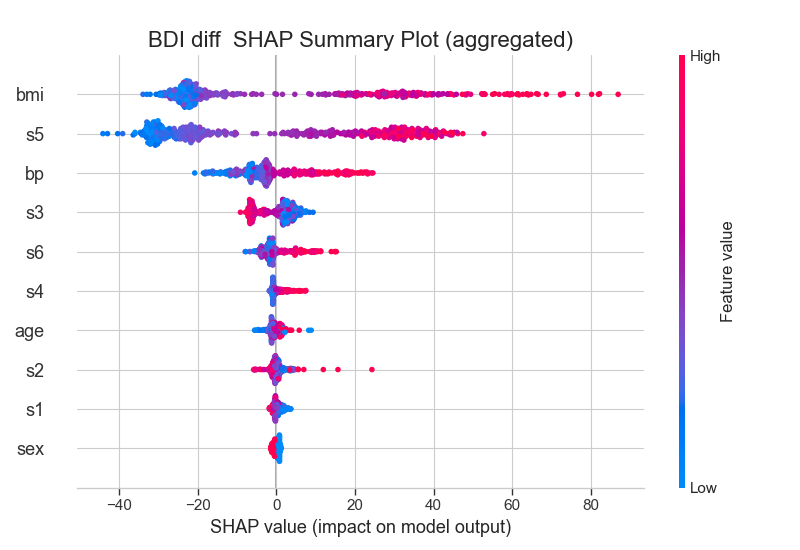 BDI diff  SHAP Summary Plot (aggregated)
High
bmi
s5
bp
s3
s6
s4
age
s2
s1
sex
Feature value
Low
−40 −20 0 20 40 60 80
SHAP value (impact on model output)